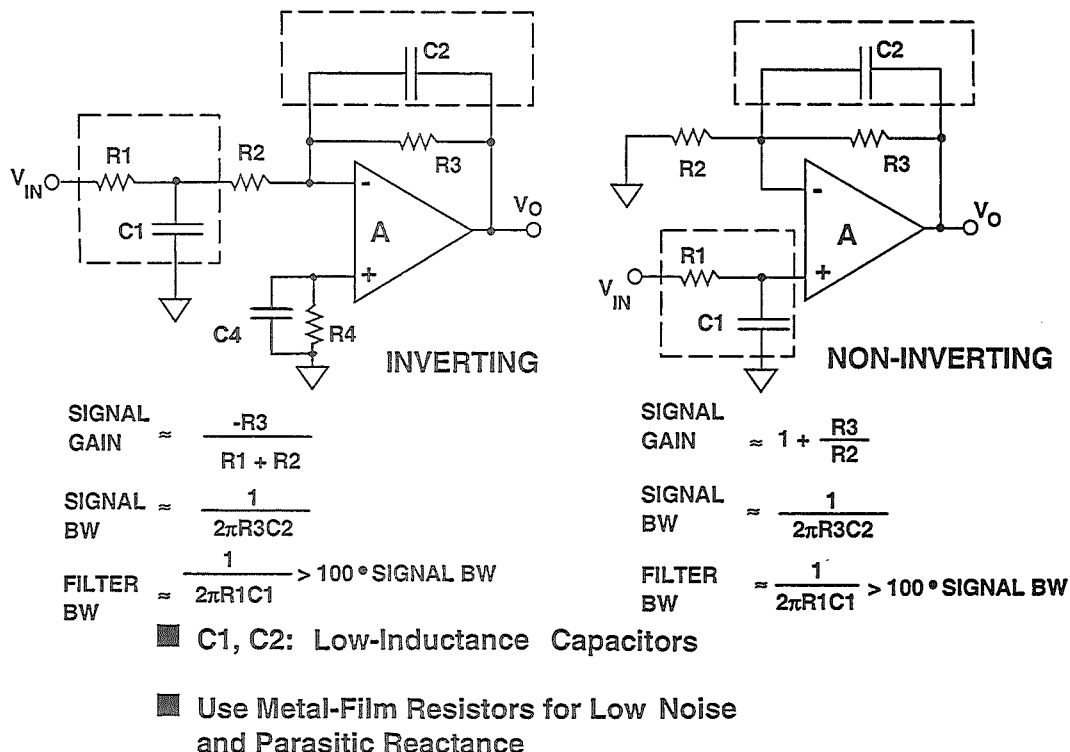 C2
R1
R2
R3
V_IN
C1
-
A
+
V_O
C4
R4
INVERTING
SIGNAL GAIN ≈ -R3 / R1 + R2
SIGNAL BW ≈ 1 / 2πR3C2
FILTER BW ≈ 1 / 2πR1C1 > 100 • SIGNAL BW
C2
R2
R3
-
A
+
V_O
R1
V_IN
C1
NON-INVERTING
SIGNAL GAIN ≈ 1 + R3 / R2
SIGNAL BW ≈ 1 / 2πR3C2
FILTER BW ≈ 1 / 2πR1C1 > 100 • SIGNAL BW
■ C1, C2: Low-Inductance Capacitors
■ Use Metal-Film Resistors for Low Noise
and Parasitic Reactance